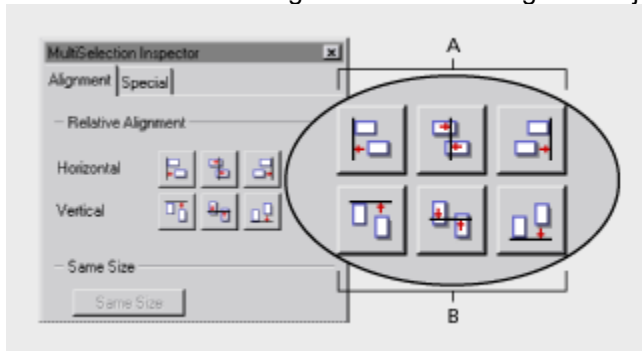 MultiSelection Inspector
Alignment Special
Relative Alignment
Horizontal
Vertical
Same Size
Same Size
A
B